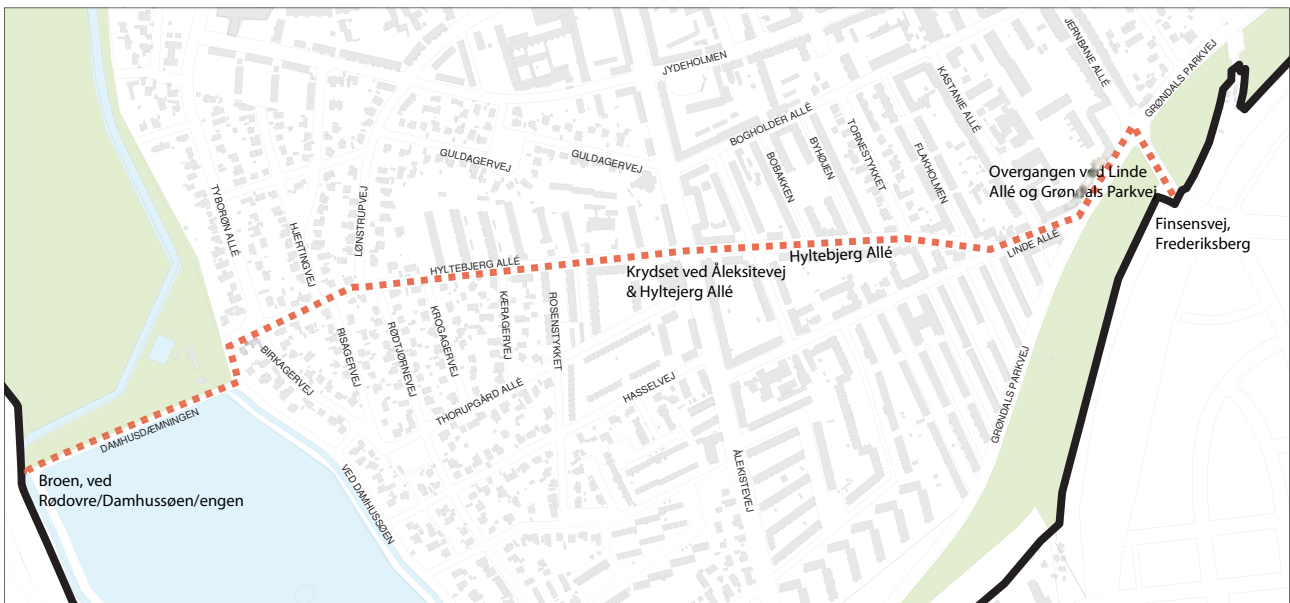 JERNBANE ALLÉ
GRØNDALS PARKVEJ
JYDEHOLMEN
KASTANIE ALLÉ
BOGHOLDER ALLÉ
TORNESTYKKET
BYHØJEN
BOBAKKEN
FLAKHOLMEN
GULDAGERVEJ
GULDAGERVEJ
TYBORØN ALLÉ
HJERTINGVEJ
LØNSTRUPVEJ
Overgangen ved Linde
Allé og Grøndals Parkvej
Finsensvej,
Frederiksberg
LINDE ALLÉ
Hyltebjerg Allé
HYLTEBJERG ALLÉ
Krydset ved Åleksitevej
& Hyltejerg Allé
BIRKAGERVEJ
RISAGERVEJ
RØDTJØRNEVEJ
KROGAGERVEJ
KÆRAGERVEJ
ROSENSTYKKET
THORUPGÅRD ALLÉ
HASSELVEJ
GRØNDALS PARKVEJ
DAMHUSDÆMNINGEN
VED DAMHUSSØEN
ÅLEKISTEVEJ
Broen, ved
Rødovre/Damhussøen/engen